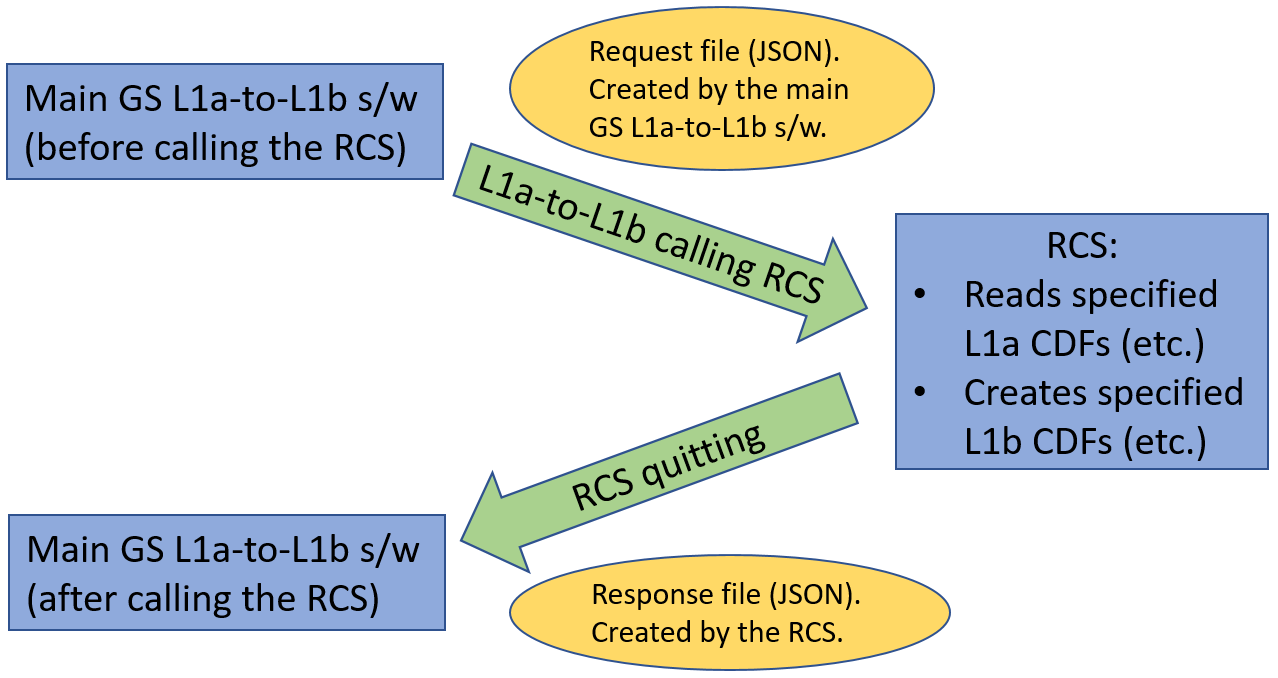 Main GS L1a-to-L1b s/w
(before calling the RCS)
Request file (JSON).
Created by the main
GS L1a-to-L1b s/w.
L1a-to-L1b calling RCS
RCS:
• Reads specified
L1a CDFs (etc.)
• Creates specified
L1b CDFs (etc.)
RCS quitting
Main GS L1a-to-L1b s/w
(after calling the RCS)
Response file (JSON).
Created by the RCS.